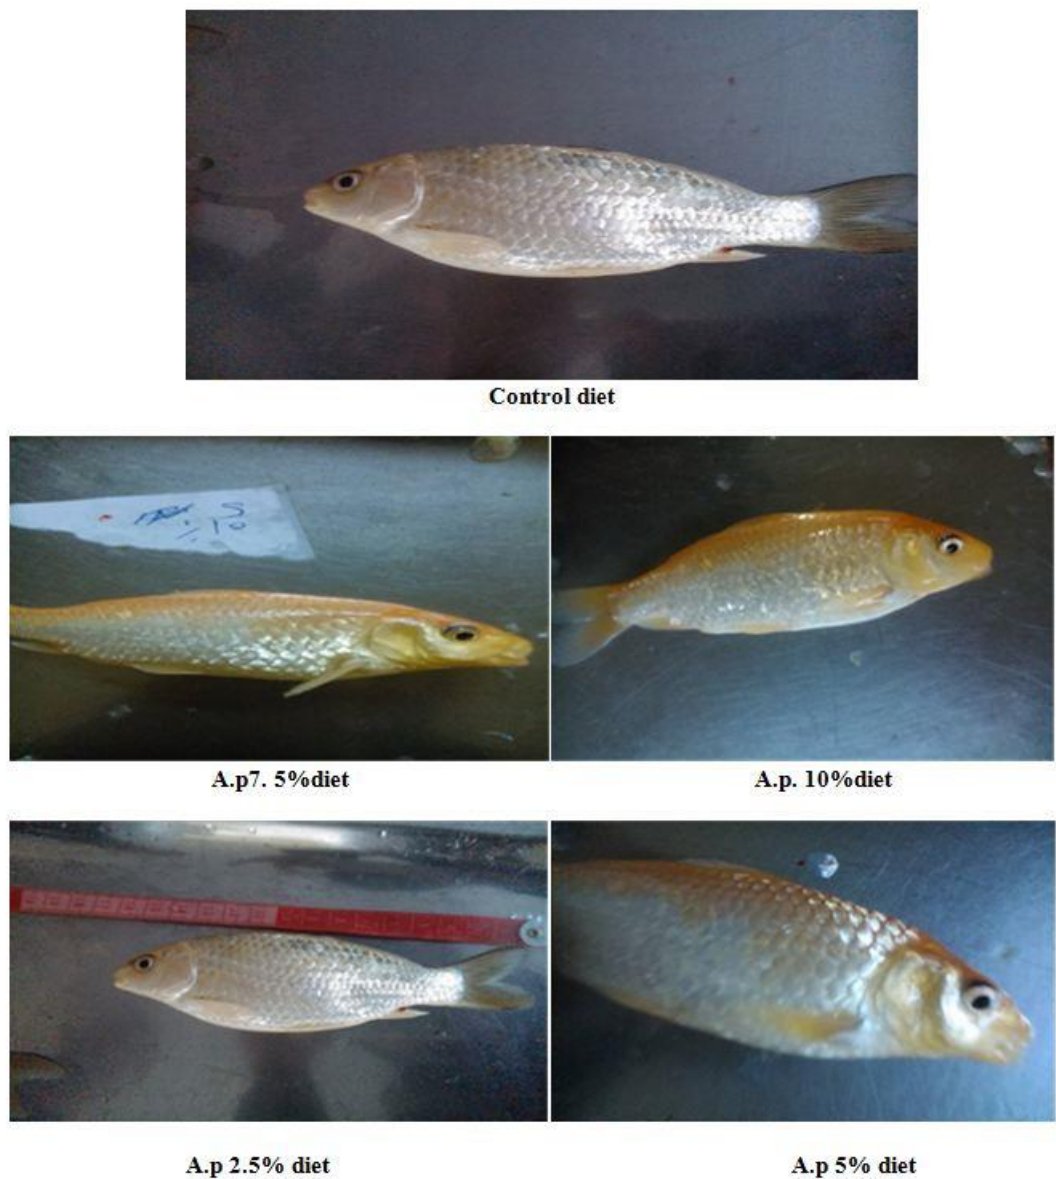 Control diet
A.p7. 5%diet
A.p. 10%diet
A.p 2.5% diet
A.p 5% diet